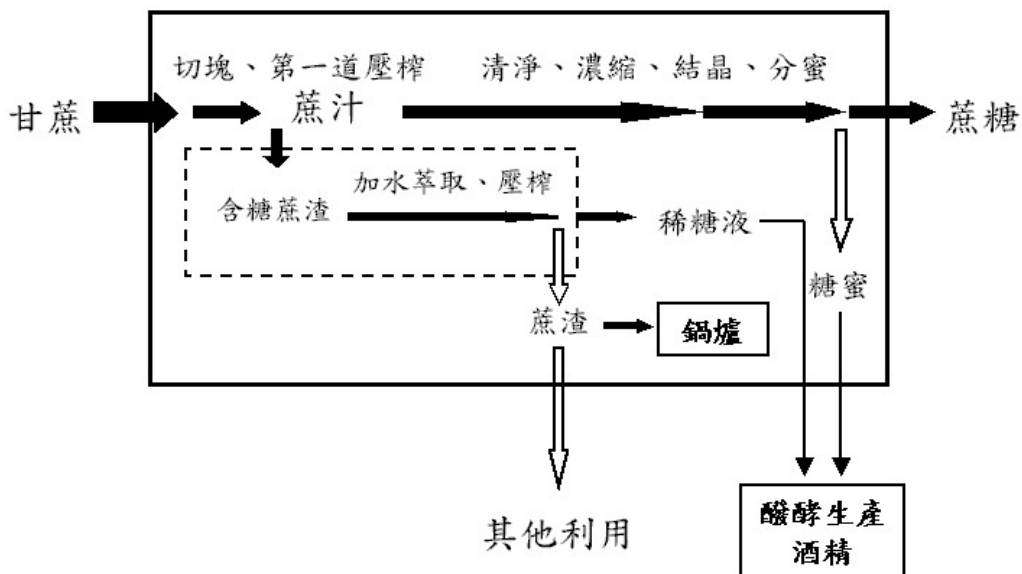 切塊、第一道壓榨
清淨、濃縮、結晶、分蜜
甘蔗
蔗汁
蔗糖
加水萃取、壓榨
含糖蔗渣
稀糖液
糖蜜
蔗渣
鍋爐
其他利用
醱酵生產
酒精